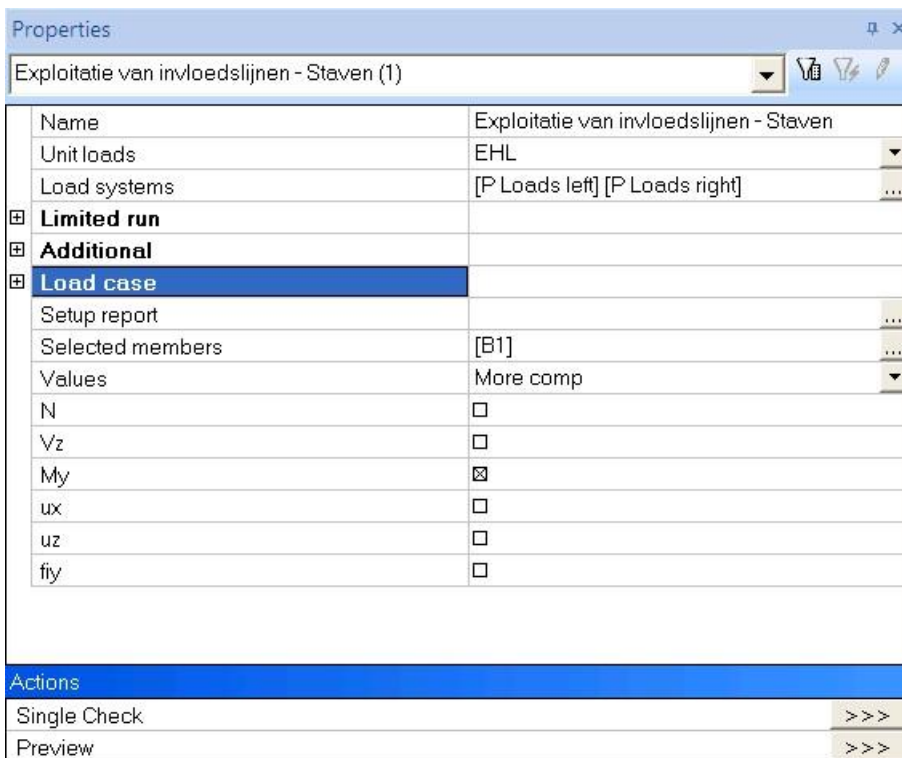 Properties
Exploitatie van invloedslijnen - Staven (1)
Name Exploitatie van invloedslijnen - Staven
Unit loads EHL
Load systems [P Loads left] [P Loads right] ...
Limited run
Additional
Load case
Setup report ...
Selected members [B1] ...
Values More comp
N
Vz
My
ux
uz
fiy
Actions
Single Check >>>
Preview >>>